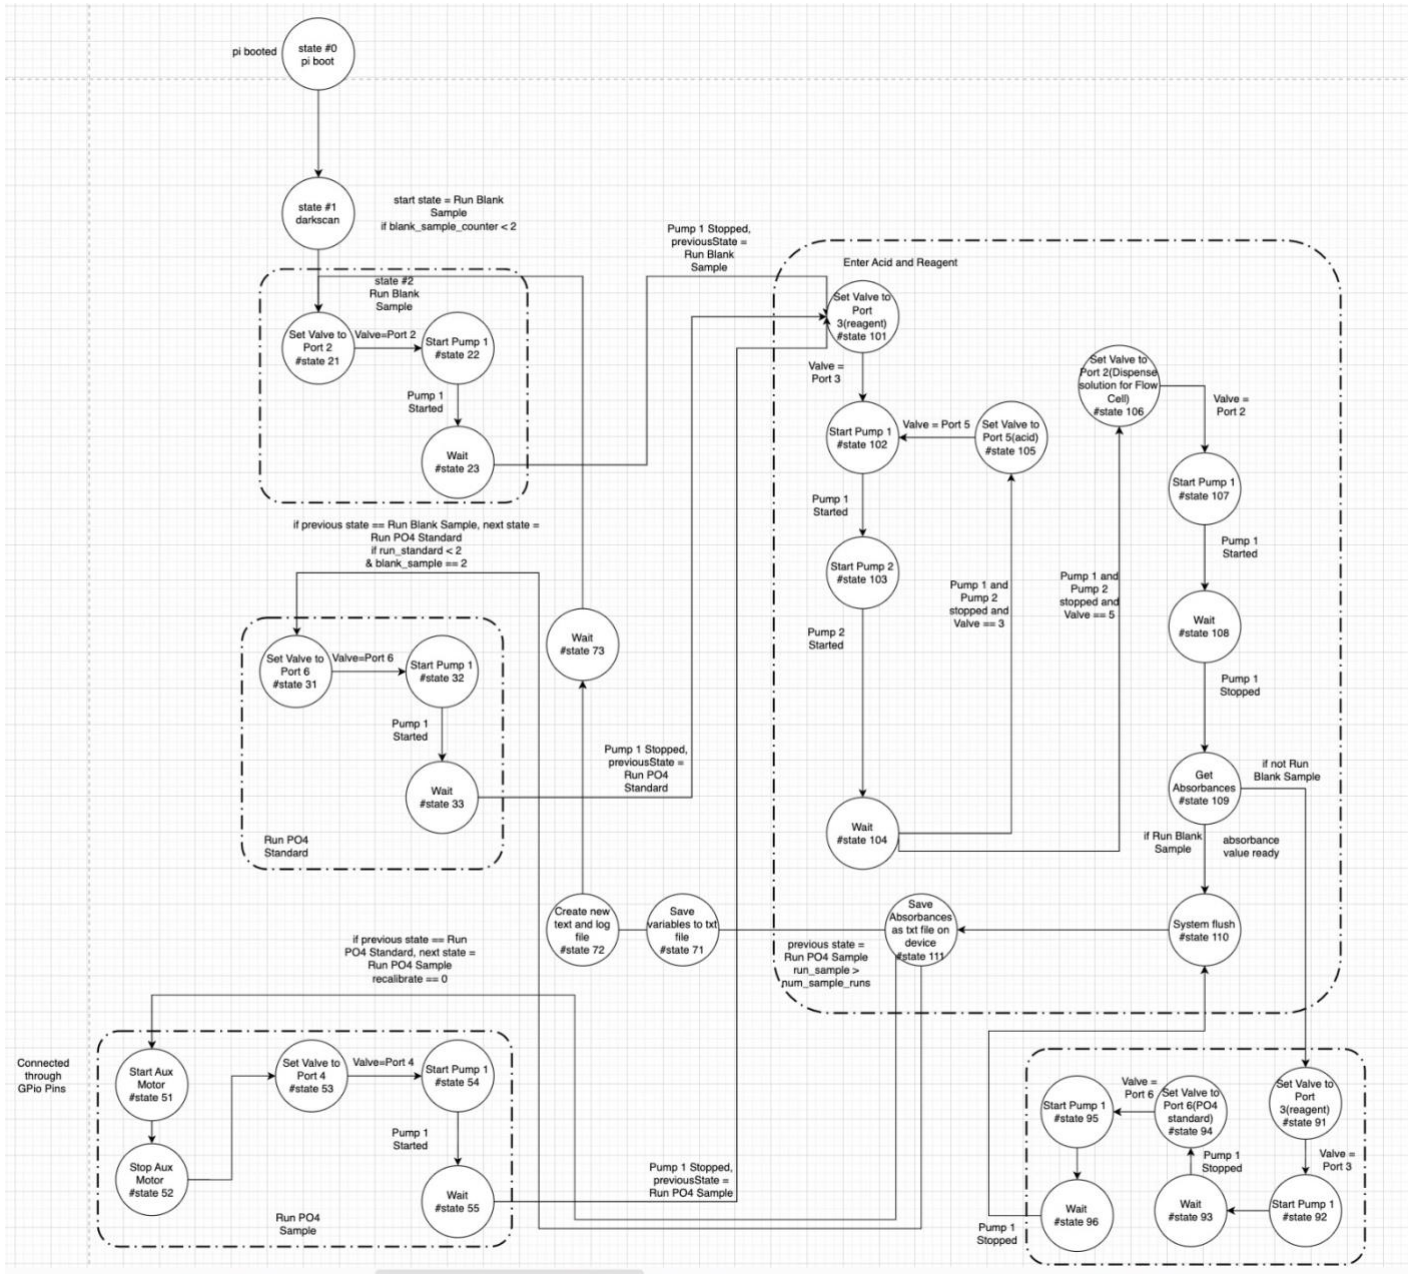 pi booted
state #0
pi boot
state #1
darkscan
start state = Run Blank
Sample
if blank_sample_counter < 2
state #2
Run Blank
Sample
Set Valve to
Port 2
#state 21
Valve=Port 2
Start Pump 1
#state 22
Pump 1
Started
Wait
#state 23
Pump 1 Stopped,
previousState =
Run Blank
Sample
if previous state == Run Blank Sample, next state =
Run PO4 Standard
if run_standard < 2
& blank_sample == 2
Set Valve to
Port 6
#state 31
Valve=Port 6
Start Pump 1
#state 32
Pump 1
Started
Wait
#state 33
Run PO4
Standard
Pump 1 Stopped,
previousState =
Run PO4
Standard
Wait
#state 73
Create new
text and log
file
#state 72
Save
variables to txt
file
#state 71
if previous state == Run
PO4 Standard, next state =
Run PO4 Sample
recalibrate == 0
Connected
through
GPio Pins
Start Aux
Motor
#state 51
Stop Aux
Motor
#state 52
Set Valve to
Port 4
#state 53
Valve=Port 4
Start Pump 1
#state 54
Pump 1
Started
Wait
#state 55
Run PO4
Sample
Pump 1 Stopped,
previousState =
Run PO4 Sample
Enter Acid and Reagent
Set Valve to
Port
3(reagent)
#state 101
Valve =
Port 3
Start Pump 1
#state 102
Valve = Port 5
Set Valve to
Port 5(acid)
#state 105
Pump 1
Started
Start Pump 2
#state 103
Pump 2
Started
Wait
#state 104
Pump 1 and
Pump 2
stopped and
Valve == 3
Pump 1 and
Pump 2
stopped and
Valve == 5
Set Valve to
Port 2(Dispense
solution for Flow
Cell)
#state 106
Valve =
Port 2
Start Pump 1
#state 107
Pump 1
Started
Wait
#state 108
Pump 1
Stopped
Get
Absorbances
#state 109
if not Run
Blank Sample
if Run Blank
Sample
absorbance
value ready
System flush
#state 110
Save
Absorbances
as txt file on
device
#state 111
previous state =
Run PO4 Sample
run_sample >
num_sample_runs
Set Valve to
Port
3(reagent)
#state 91
Valve =
Port 3
Start Pump 1
#state 92
Wait
#state 93
Pump 1
Stopped
Set Valve to
Port 6(PO4
standard)
#state 94
Valve =
Port 6
Start Pump 1
#state 95
Wait
#state 96
Pump 1
Stopped